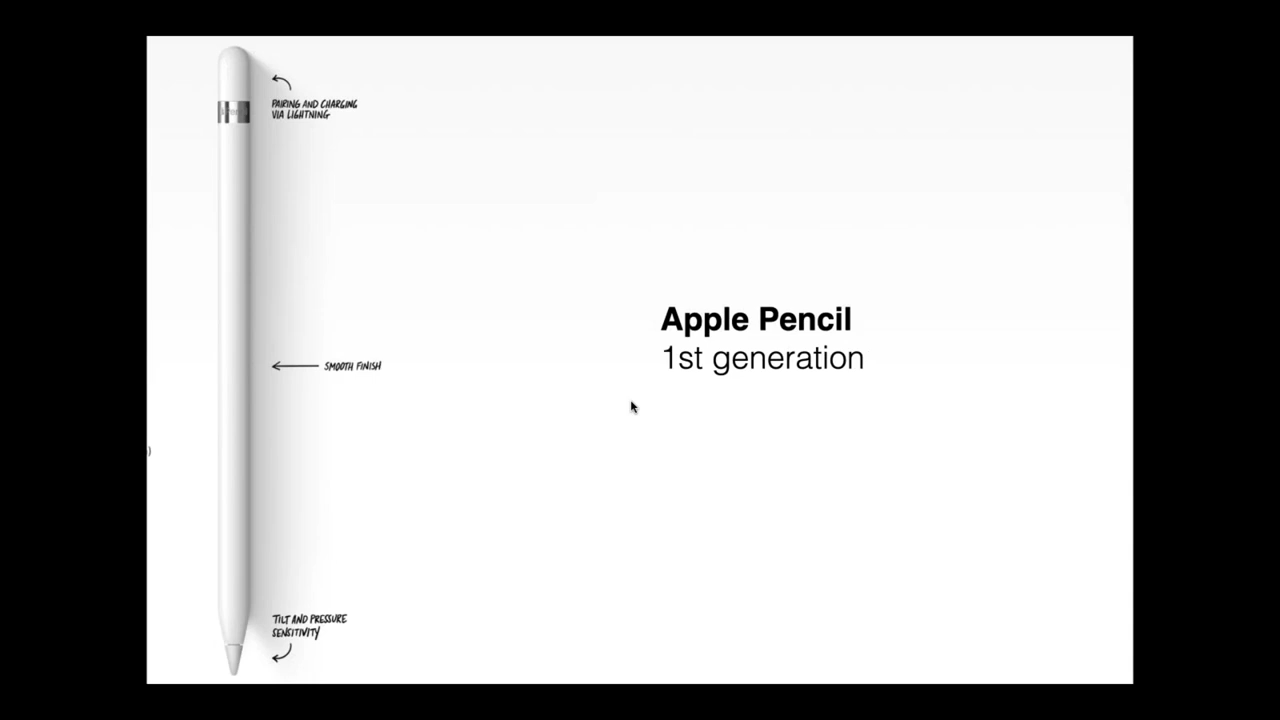 PAIRING AND CHARGING
VIA LIGHTNING
Apple Pencil
1st generation
SMOOTH FINISH
)
TILT AND PRESSURE
SENSITIVITY